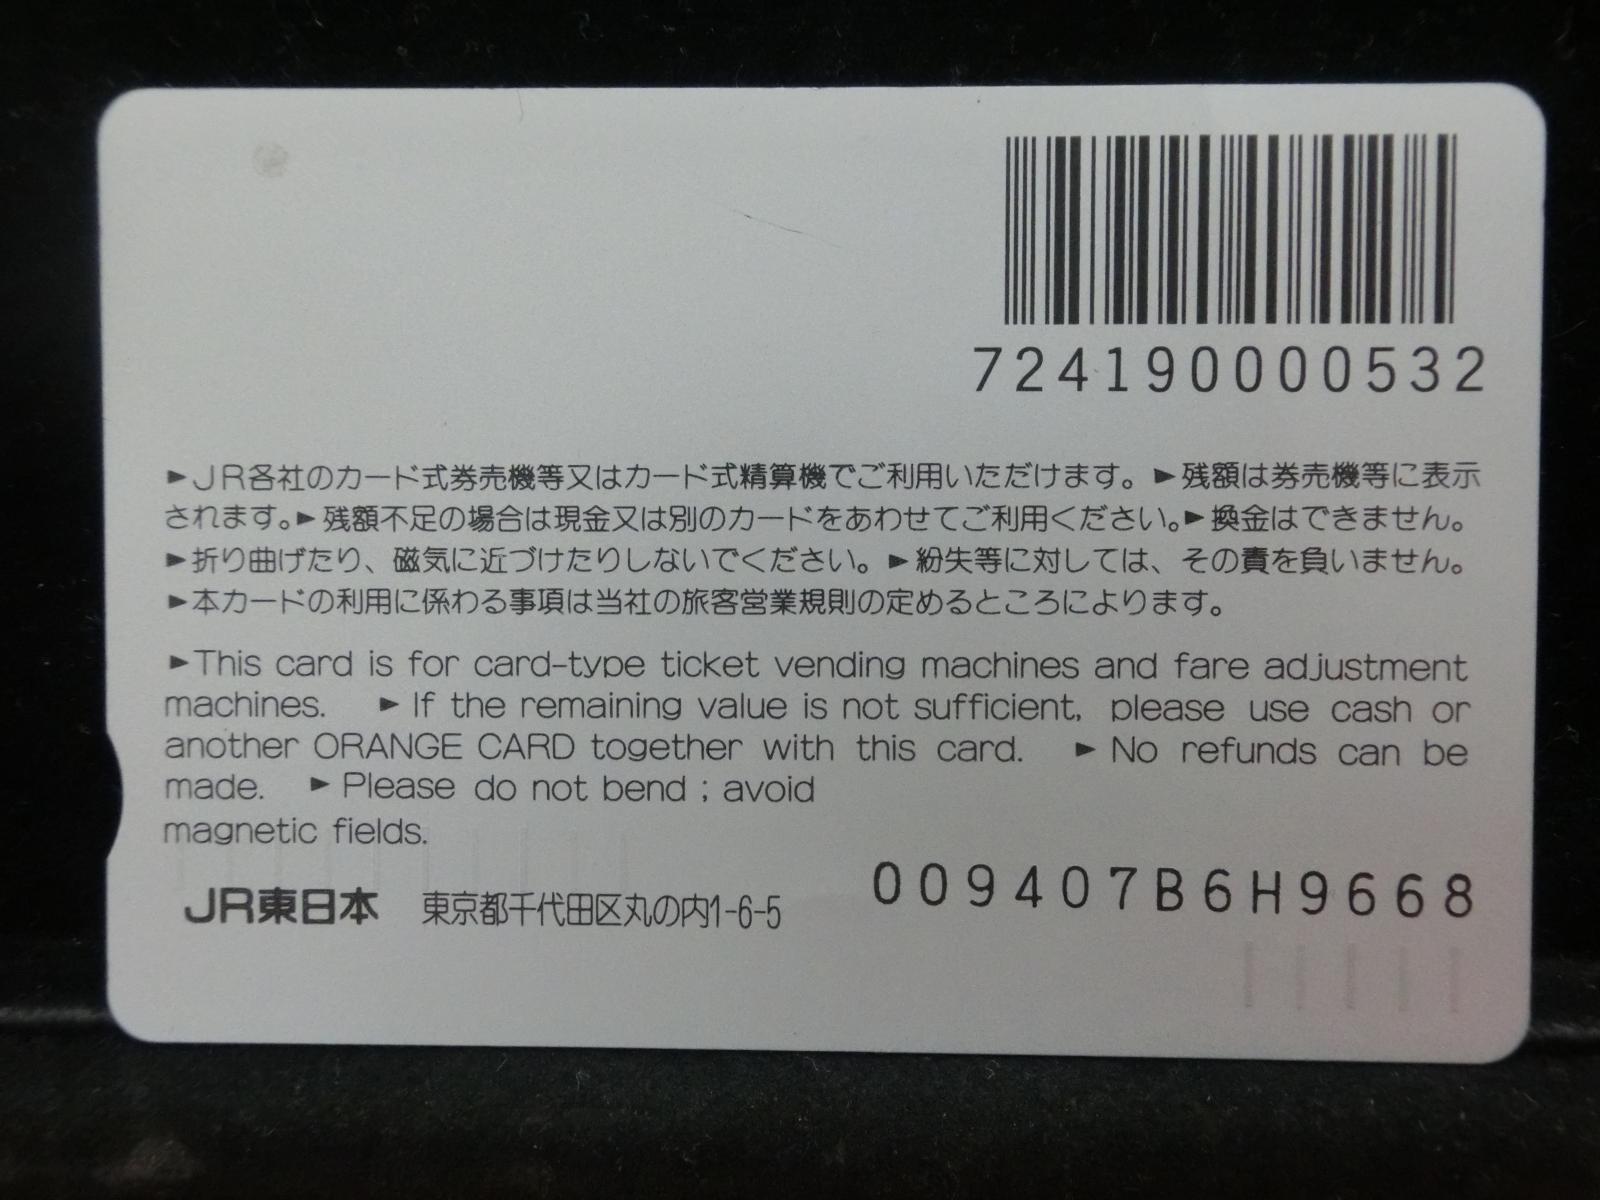 724190000532
►JR各社のカード式券売機等又はカード式精算機でご利用いただけます。►残額は券売機等に表示
されます。►残額不足の場合は現金又は別のカードをあわせてご利用ください。►換金はできません。
►折り曲げたり、磁気に近づけたりしないでください。►紛失等に対しては、その責を負いません。
►本カードの利用に係わる事項は当社の旅客営業規則の定めるところによります。
►This card is for card-type ticket vending machines and fare adjustment
machines. ►If the remaining value is not sufficient, please use cash or
another ORANGE CARD together with this card. ►No refunds can be
made. ►Please do not bend ; avoid
magnetic fields.
009407B6H9668
JR東日本 東京都千代田区丸の内1-6-5